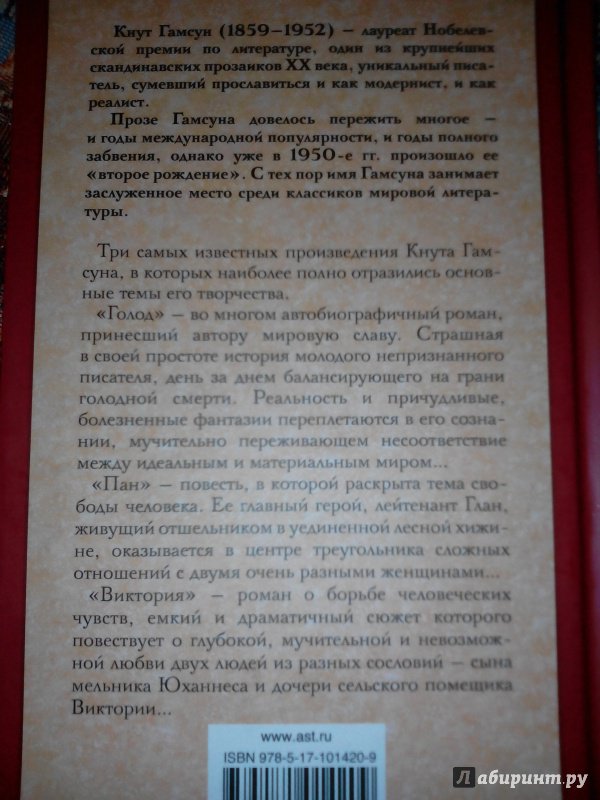 Кнут Гамсун (1859–1952) – лауреат Нобелев-
ской премии по литературе, один из крупнейших
скандинавских прозаиков XX века, уникальный писа-
тель, сумевший прославиться и как модернист, и как
реалист.
Прозе Гамсуна довелось пережить многое –
и годы международной популярности, и годы полного
забвения, однако уже в 1950-е гг. произошло ее
«второе рождение». С тех пор имя Гамсуна занимает
заслуженное место среди классиков мировой литера-
туры.
Три самых известных произведения Кнута Гам-
суна, в которых наиболее полно отразились основ-
ные темы его творчества.
«Голод» – во многом автобиографичный роман,
принесший автору мировую славу. Страшная
в своей простоте история молодого непризнанного
писателя, день за днем балансирующего на грани
голодной смерти. Реальность и причудливые,
болезненные фантазии переплетаются в его созна-
нии, мучительно переживающем несоответствие
между идеальным и материальным миром...
«Пан» – повесть, в которой раскрыта тема сво-
боды человека. Ее главный герой, лейтенант Глан,
живущий отшельником в уединенной лесной хижи-
не, оказывается в центре треугольника сложных
отношений с двумя очень разными женщинами...
«Виктория» – роман о борьбе человеческих
чувств, емкий и драматичный сюжет которого
повествует о глубокой, мучительной и невозмож-
ной любви двух людей из разных сословий – сына
мельника Юханнеса и дочери сельского помещика
Виктории...
www.ast.ru
ISBN 978-5-17-101420-9
Лабиринт.ру